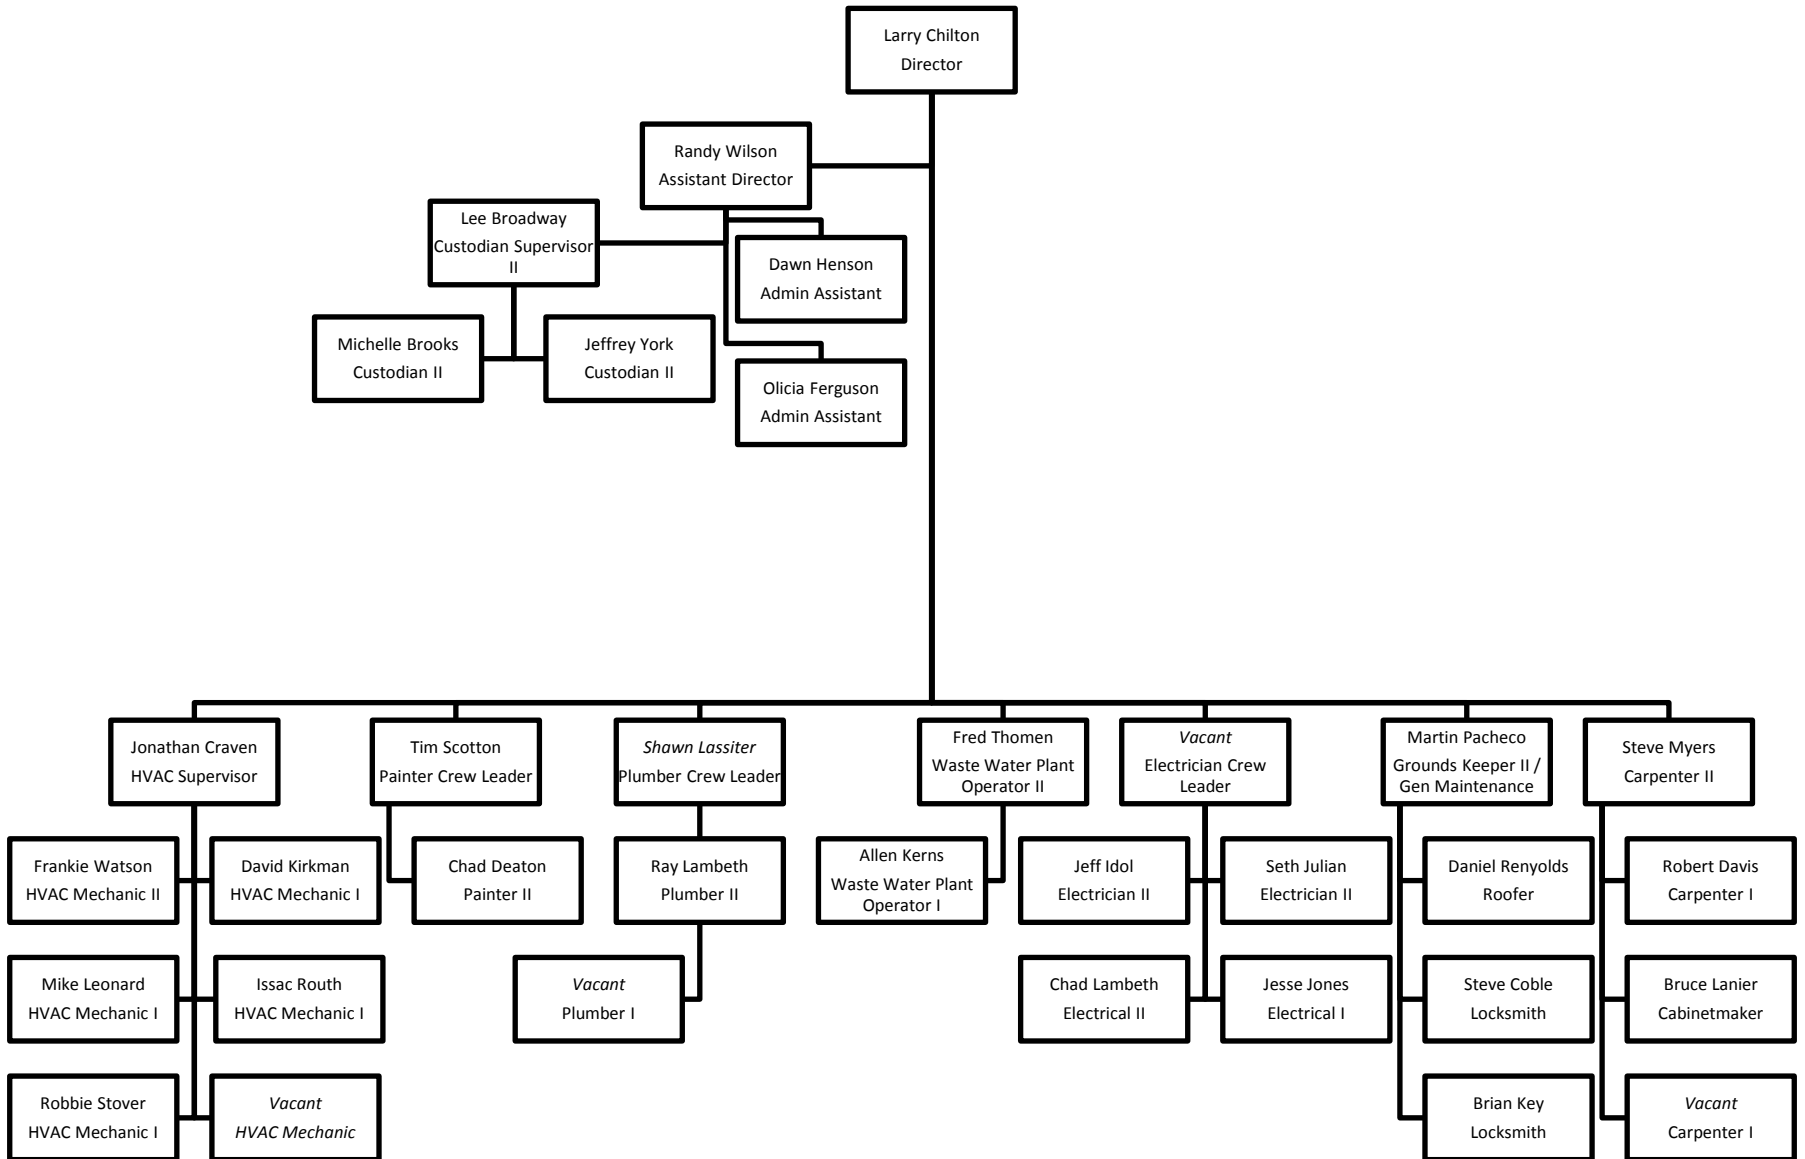 Larry Chilton
Director
Randy Wilson
Assistant Director
Lee Broadway
Custodian Supervisor
II
Dawn Henson
Admin Assistant
Michelle Brooks
Custodian II
Jeffrey York
Custodian II
Olicia Ferguson
Admin Assistant
Jonathan Craven
HVAC Supervisor
Tim Scotton
Painter Crew Leader
Shawn Lassiter
Plumber Crew Leader
Fred Thomen
Waste Water Plant
Operator II
Vacant
Electrician Crew
Leader
Martin Pacheco
Grounds Keeper II /
Gen Maintenance
Steve Myers
Carpenter II
Frankie Watson
HVAC Mechanic II
David Kirkman
HVAC Mechanic I
Chad Deaton
Painter II
Ray Lambeth
Plumber II
Allen Kerns
Waste Water Plant
Operator I
Jeff Idol
Electrician II
Seth Julian
Electrician II
Daniel Renyolds
Roofer
Robert Davis
Carpenter I
Mike Leonard
HVAC Mechanic I
Issac Routh
HVAC Mechanic I
Vacant
Plumber I
Chad Lambeth
Electrical II
Jesse Jones
Electrical I
Steve Coble
Locksmith
Bruce Lanier
Cabinetmaker
Robbie Stover
HVAC Mechanic I
Vacant
HVAC Mechanic
Brian Key
Locksmith
Vacant
Carpenter I